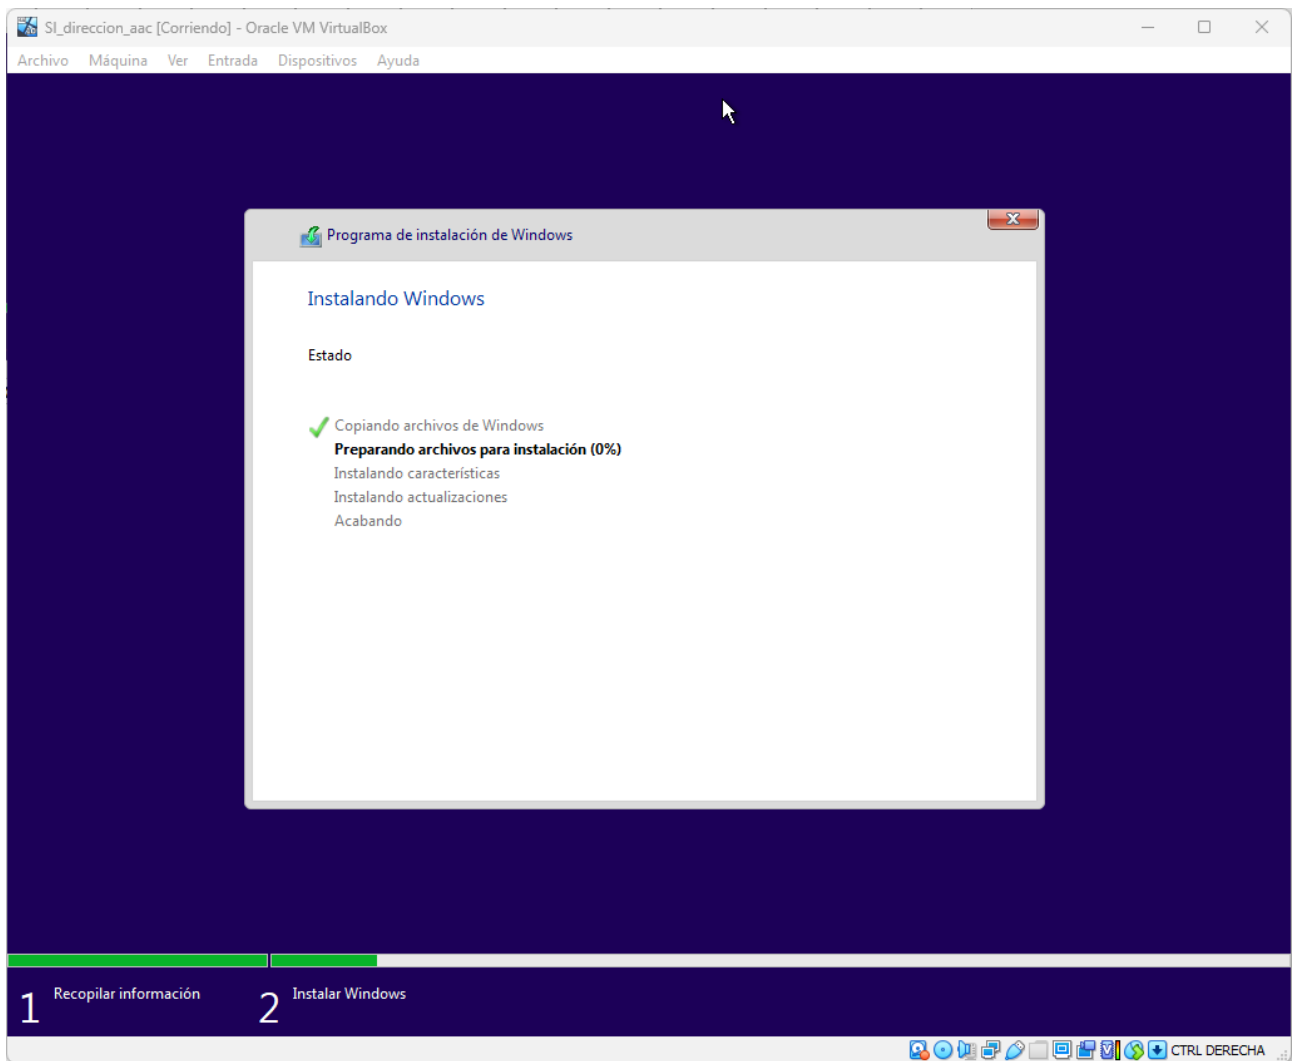 SI_direccion_aac [Corriendo] - Oracle VM VirtualBox
Archivo Máquina Ver Entrada Dispositivos Ayuda
Programa de instalación de Windows
Instalando Windows
Estado
Copiando archivos de Windows
Preparando archivos para instalación (0%)
Instalando características
Instalando actualizaciones
Acabando
1 Recopilar información 2 Instalar Windows
CTRL DERECHA